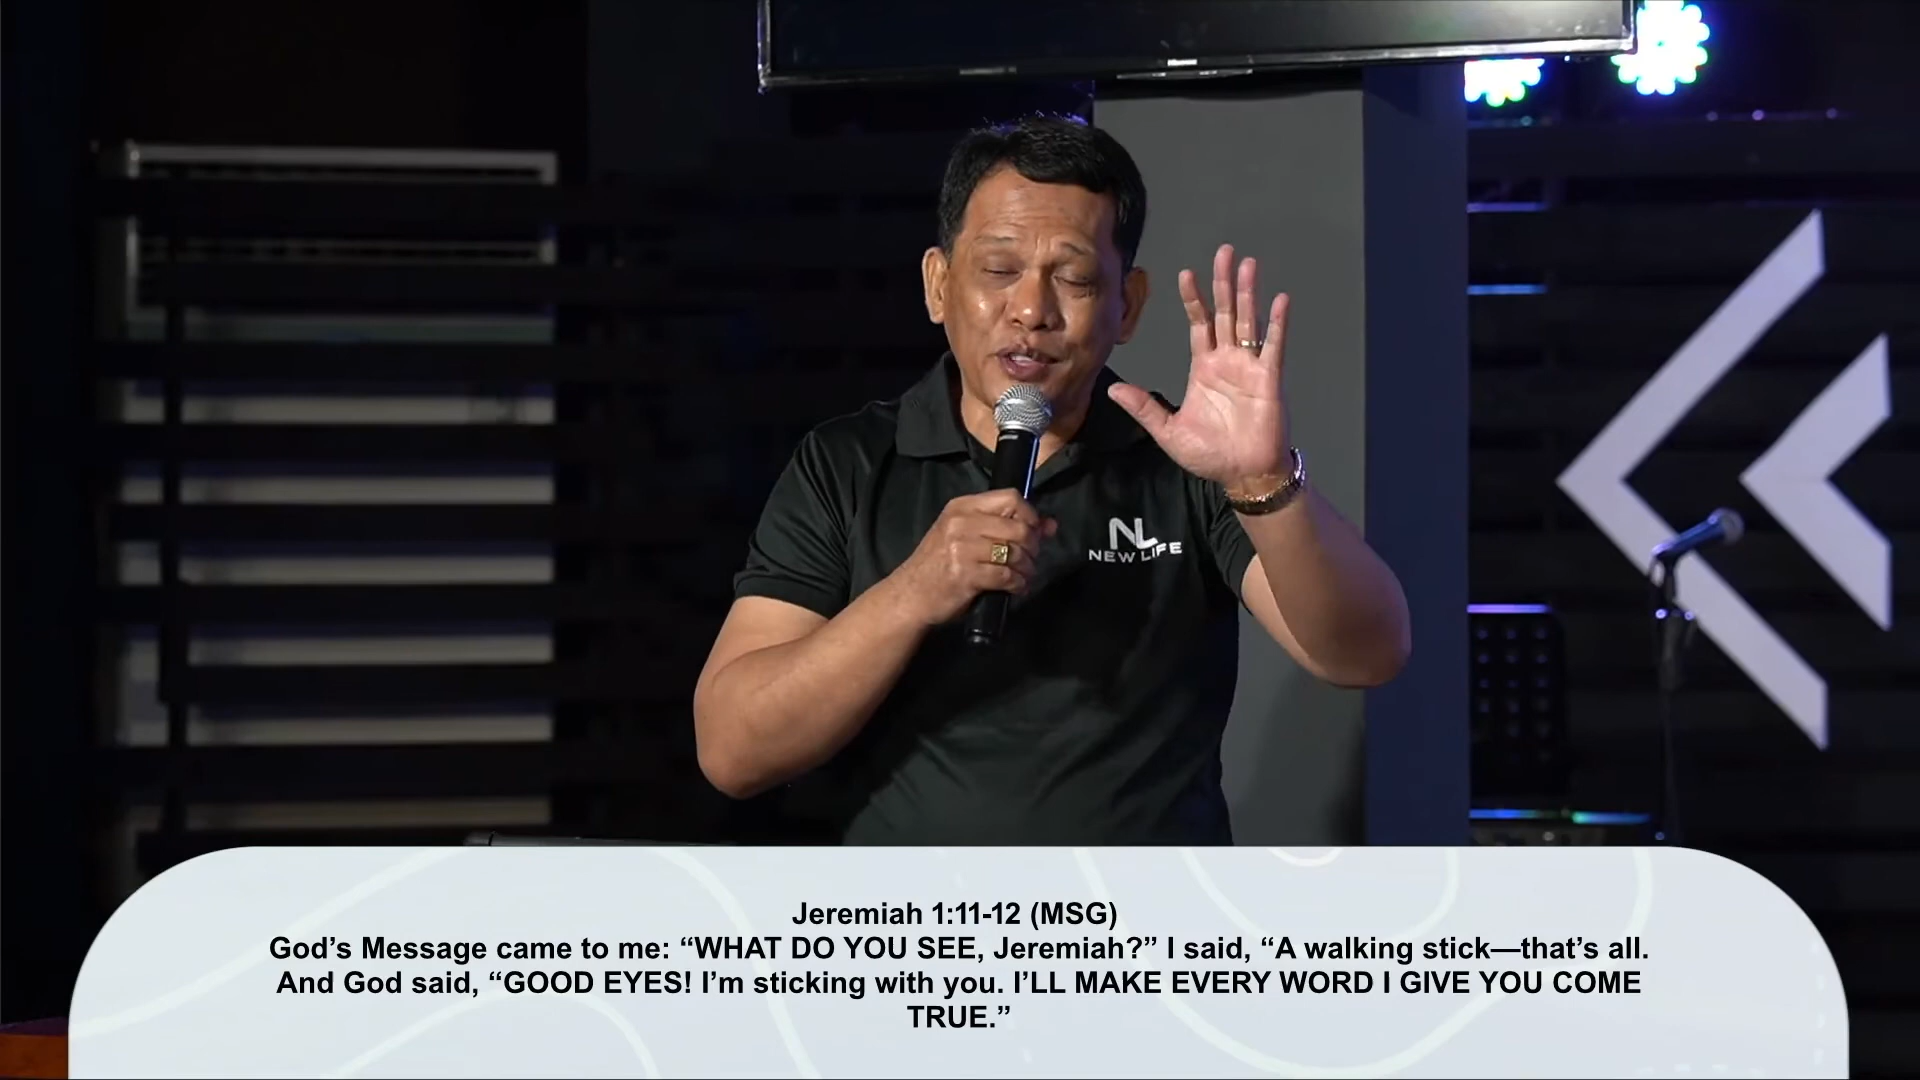 NL
NEW LIFE
Jeremiah 1:11-12 (MSG)
God’s Message came to me: “WHAT DO YOU SEE, Jeremiah?” I said, “A walking stick—that’s all.
And God said, “GOOD EYES! I’m sticking with you. I’LL MAKE EVERY WORD I GIVE YOU COME
TRUE.”